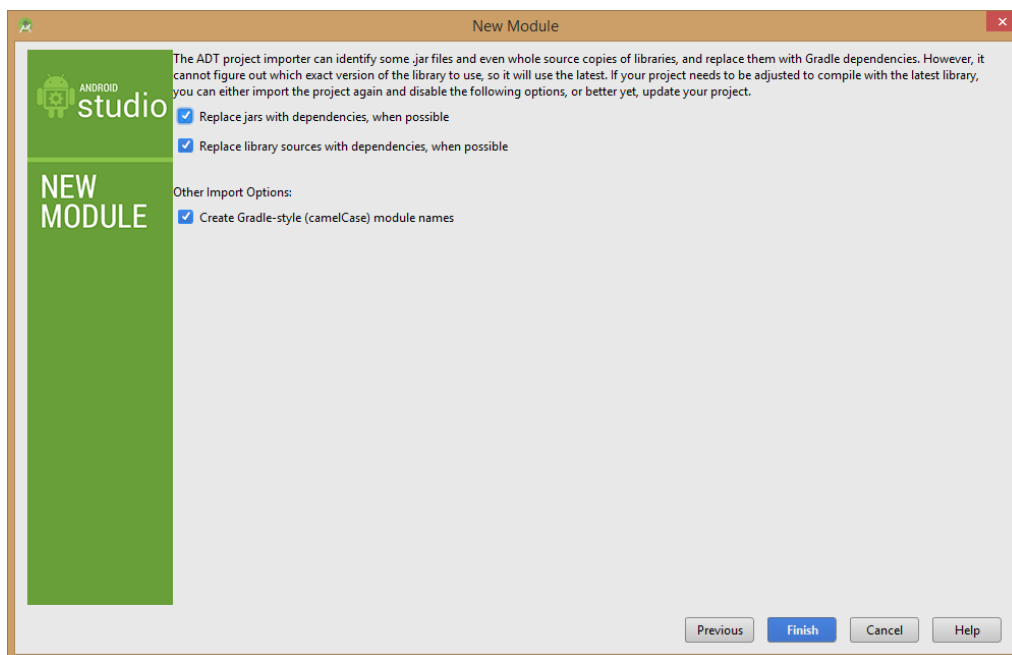 New Module
ANDROID
studio
NEW
MODULE
The ADT project importer can identify some .jar files and even whole source copies of libraries, and replace them with Gradle dependencies. However, it
cannot figure out which exact version of the library to use, so it will use the latest. If your project needs to be adjusted to compile with the latest library,
you can either import the project again and disable the following options, or better yet, update your project.
Replace jars with dependencies, when possible
Replace library sources with dependencies, when possible
Other Import Options:
Create Gradle-style (camelCase) module names
Previous
Finish
Cancel
Help